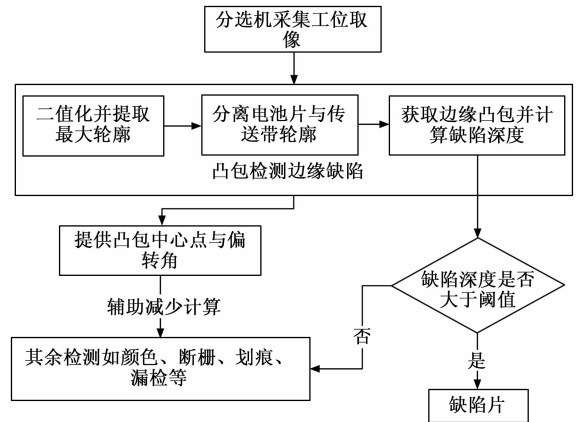 分选机采集工位取
像
二值化并提取
最大轮廓
分离电池片与传
送带轮廓
获取边缘凸包并计
算缺陷深度
凸包检测边缘缺陷
提供凸包中心点与偏
转角
缺陷深度是否
大于阈值
辅助减少计算
否
其余检测如颜色、断栅、划痕、
漏检等
是
缺陷片